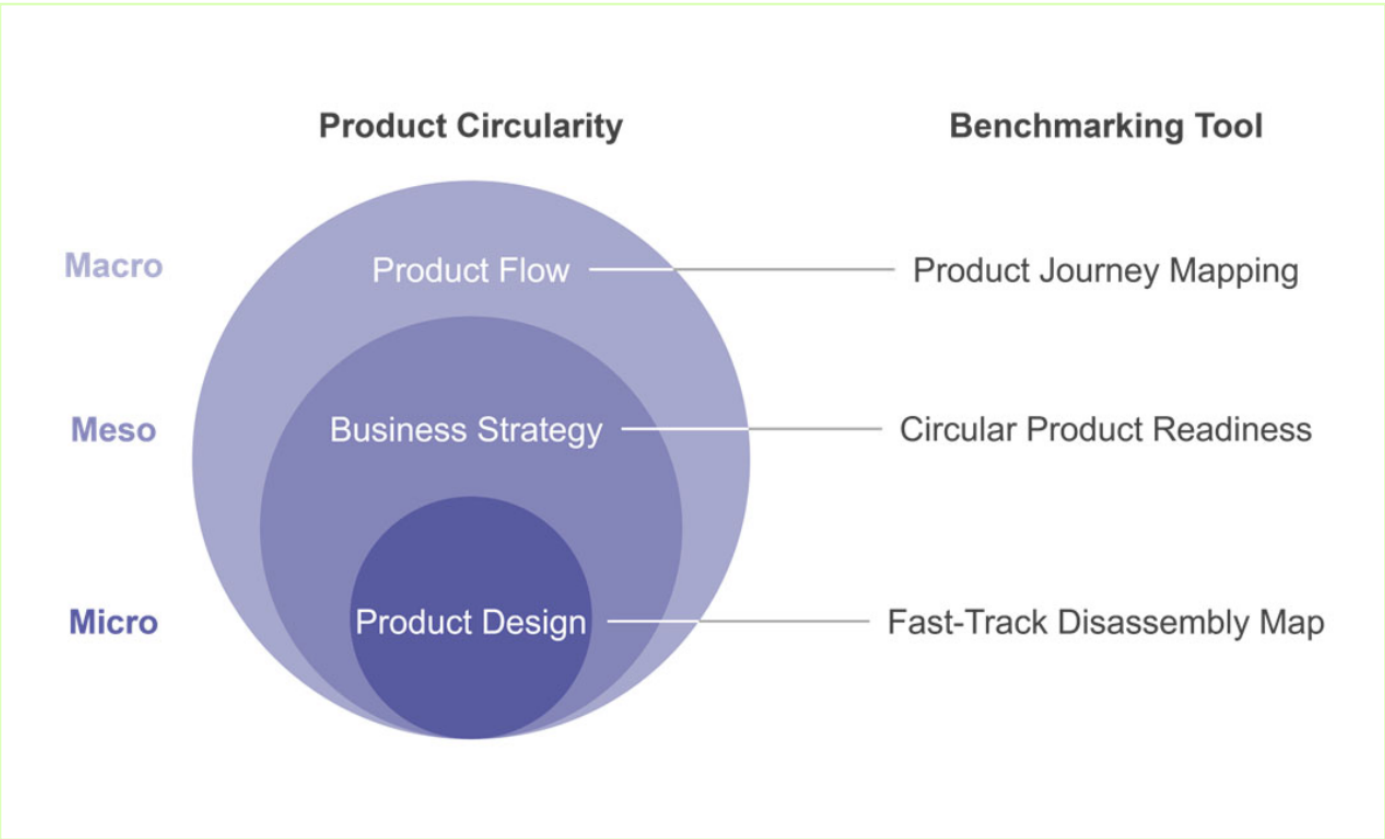 Product Circularity
Benchmarking Tool
Macro
Product Flow
Product Journey Mapping
Meso
Business Strategy
Circular Product Readiness
Micro
Product Design
Fast-Track Disassembly Map